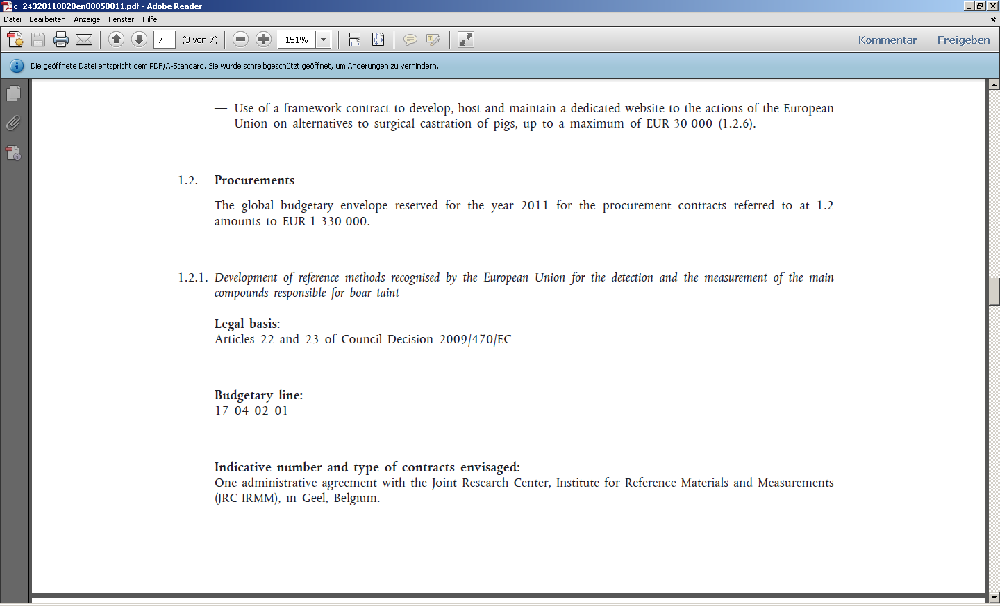 c_24320110820en00050011.pdf - Adobe Reader
Datei Bearbeiten Anzeige Fenster Hilfe
7 (3 von 7) 151% Kommentar Freigeben
Die geöffnete Datei entspricht dem PDF/A-Standard. Sie wurde schreibgeschützt geöffnet, um Änderungen zu verhindern.
— Use of a framework contract to develop, host and maintain a dedicated website to the actions of the European
Union on alternatives to surgical castration of pigs, up to a maximum of EUR 30 000 (1.2.6).
1.2. Procurements
The global budgetary envelope reserved for the year 2011 for the procurement contracts referred to at 1.2
amounts to EUR 1 330 000.
1.2.1. Development of reference methods recognised by the European Union for the detection and the measurement of the main
compounds responsible for boar taint
Legal basis:
Articles 22 and 23 of Council Decision 2009/470/EC
Budgetary line:
17 04 02 01
Indicative number and type of contracts envisaged:
One administrative agreement with the Joint Research Center, Institute for Reference Materials and Measurements
(JRC-IRMM), in Geel, Belgium.